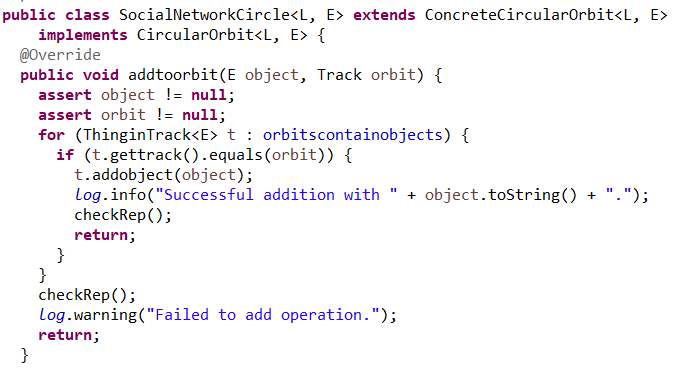 public class SocialNetworkCircle<L, E> extends ConcreteCircularOrbit<L, E>
    implements CircularOrbit<L, E> {
  @Override
  public void addtoorbit(E object, Track orbit) {
    assert object != null;
    assert orbit != null;
    for (ThinginTrack<E> t : orbitscontainobjects) {
      if (t.gettrack().equals(orbit)) {
        t.addobject(object);
        log.info("Successful addition with " + object.toString() + ".");
        checkRep();
        return;
      }
    }
    checkRep();
    log.warning("Failed to add operation.");
    return;
  }